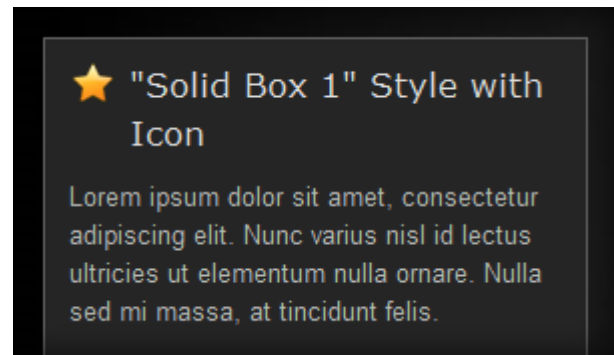 "Solid Box 1" Style with
Icon
Lorem ipsum dolor sit amet, consectetur
adipiscing elit. Nunc varius nisl id lectus
ultricies ut elementum nulla ornare. Nulla
sed mi massa, at tincidunt felis.